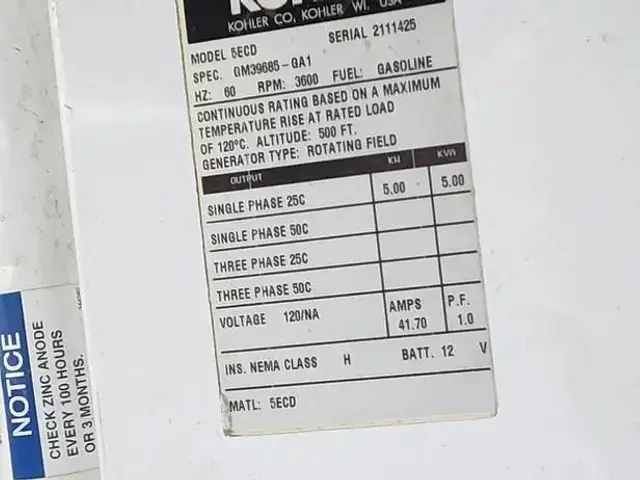 KOHLER CO, KOHLER WI. USA
MODEL 5ECD SERIAL 2111425
SPEC. GM39685-GA1
HZ: 60 RPM: 3600 FUEL: GASOLINE
CONTINUOUS RATING BASED ON A MAXIMUM
TEMPERATURE RISE AT RATED LOAD
OF 120°C. ALTITUDE: 500 FT.
GENERATOR TYPE: ROTATING FIELD
OUTPUT KW KVA
SINGLE PHASE 25C 5.00 5.00
SINGLE PHASE 50C
THREE PHASE 25C
THREE PHASE 50C
VOLTAGE 120/NA AMPS 41.70 P.F. 1.0
INS. NEMA CLASS H BATT. 12 V
MATL: 5ECD
NOTICE
CHECK ZINC ANODE
EVERY 100 HOURS
OR 3 MONTHS.